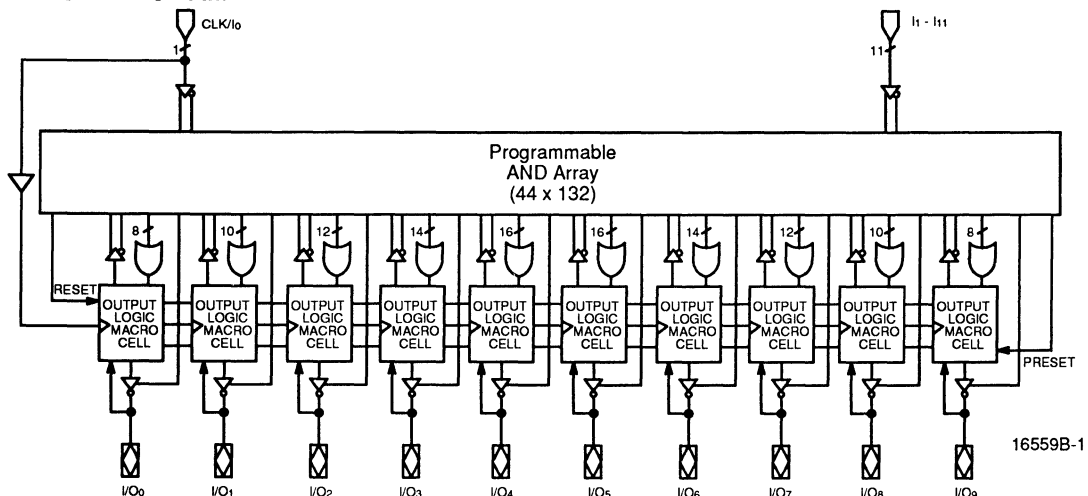 CLK/I0
I1 - I11
1
11
Programmable
AND Array
(44 x 132)
8
10
12
14
16
16
14
12
10
8
RESET
OUTPUT
LOGIC
MACRO
CELL
OUTPUT
LOGIC
MACRO
CELL
OUTPUT
LOGIC
MACRO
CELL
OUTPUT
LOGIC
MACRO
CELL
OUTPUT
LOGIC
MACRO
CELL
OUTPUT
LOGIC
MACRO
CELL
OUTPUT
LOGIC
MACRO
CELL
OUTPUT
LOGIC
MACRO
CELL
OUTPUT
LOGIC
MACRO
CELL
OUTPUT
LOGIC
MACRO
CELL
PRESET
16559B-1
I/O0
I/O1
I/O2
I/O3
I/O4
I/O5
I/O6
I/O7
I/O8
I/O9